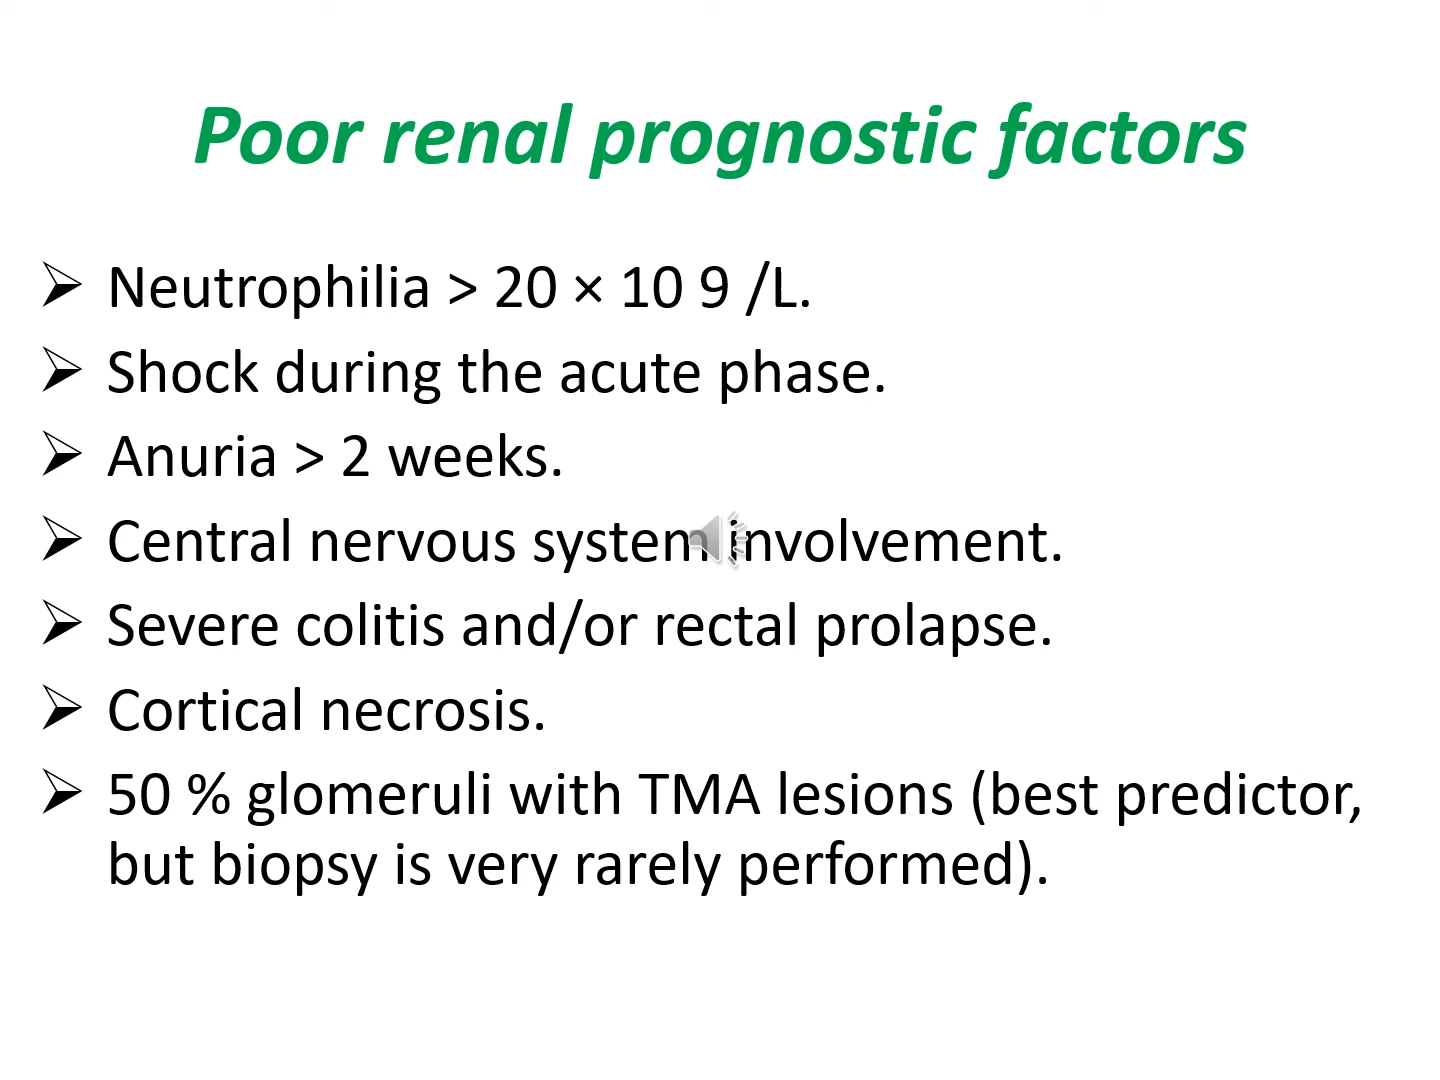 Poor renal prognostic factors
Neutrophilia > 20 × 10 9 /L.
Shock during the acute phase.
Anuria > 2 weeks.
Central nervous system involvement.
Severe colitis and/or rectal prolapse.
Cortical necrosis.
50 % glomeruli with TMA lesions (best predictor,
but biopsy is very rarely performed).